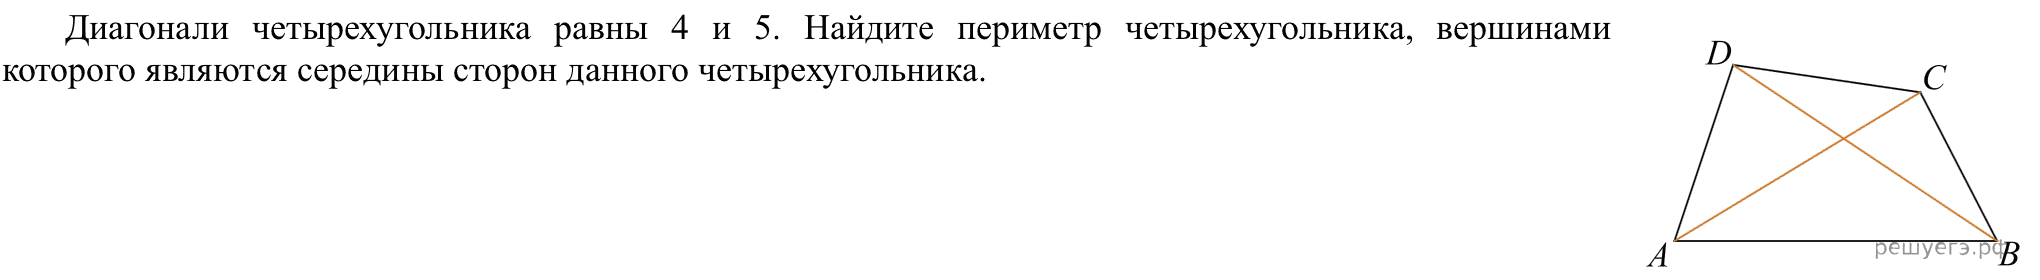 Диагонали четырехугольника равны 4 и 5. Найдите периметр четырехугольника, вершинами
которого являются середины сторон данного четырехугольника.
D
C
A
решуегэ.рф
B